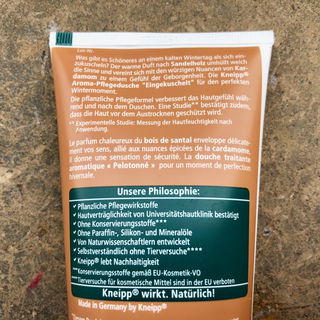 Was gibt es Schöneres an einem kalten Wintertag als sich ein-
zukuscheln? Der warme Duft nach Sandelholz umhüllt weich
die Sinne und vereint sich mit den würzigen Nuancen von Kar-
damom zu einem Gefühl der Geborgenheit. Die Kneipp®
Aroma-Pflegedusche "Eingekuschelt" für den perfekten
Wintermoment.
Die pflanzliche Pflegeformel verbessert das Hautgefühl wäh-
rend und nach dem Duschen. Eine Studie** bestätigt zudem,
dass die Haut vor dem Austrocknen geschützt wird.
** Experimentelle Studie: Messung der Hautfeuchtigkeit nach
Anwendung.
Le parfum chaleureux du bois de santal enveloppe délicate-
ment vos sens, allié aux nuances épicées de la cardamome,
il donne une sensation de sécurité. La douche traitante
aromatique « Pelotonné » pour un moment de perfection
hivernale.
Unsere Philosophie:
✔ Pflanzliche Pflegewirkstoffe
✔ Hautverträglichkeit von Universitätshautklinik bestätigt
✔ Ohne Konservierungsstoffe***
✔ Ohne Paraffin-, Silikon- und Mineralöle
✔ Von Naturwissenschaftlern entwickelt
✔ Selbstverständlich ohne Tierversuche****
✔ Kneipp® lebt Nachhaltigkeit
***Konservierungsstoffe gemäß EU-Kosmetik-VO
****Tierversuche für kosmetische Mittel sind in der EU verboten
Kneipp® wirkt. Natürlich!
Made in Germany by Kneipp®